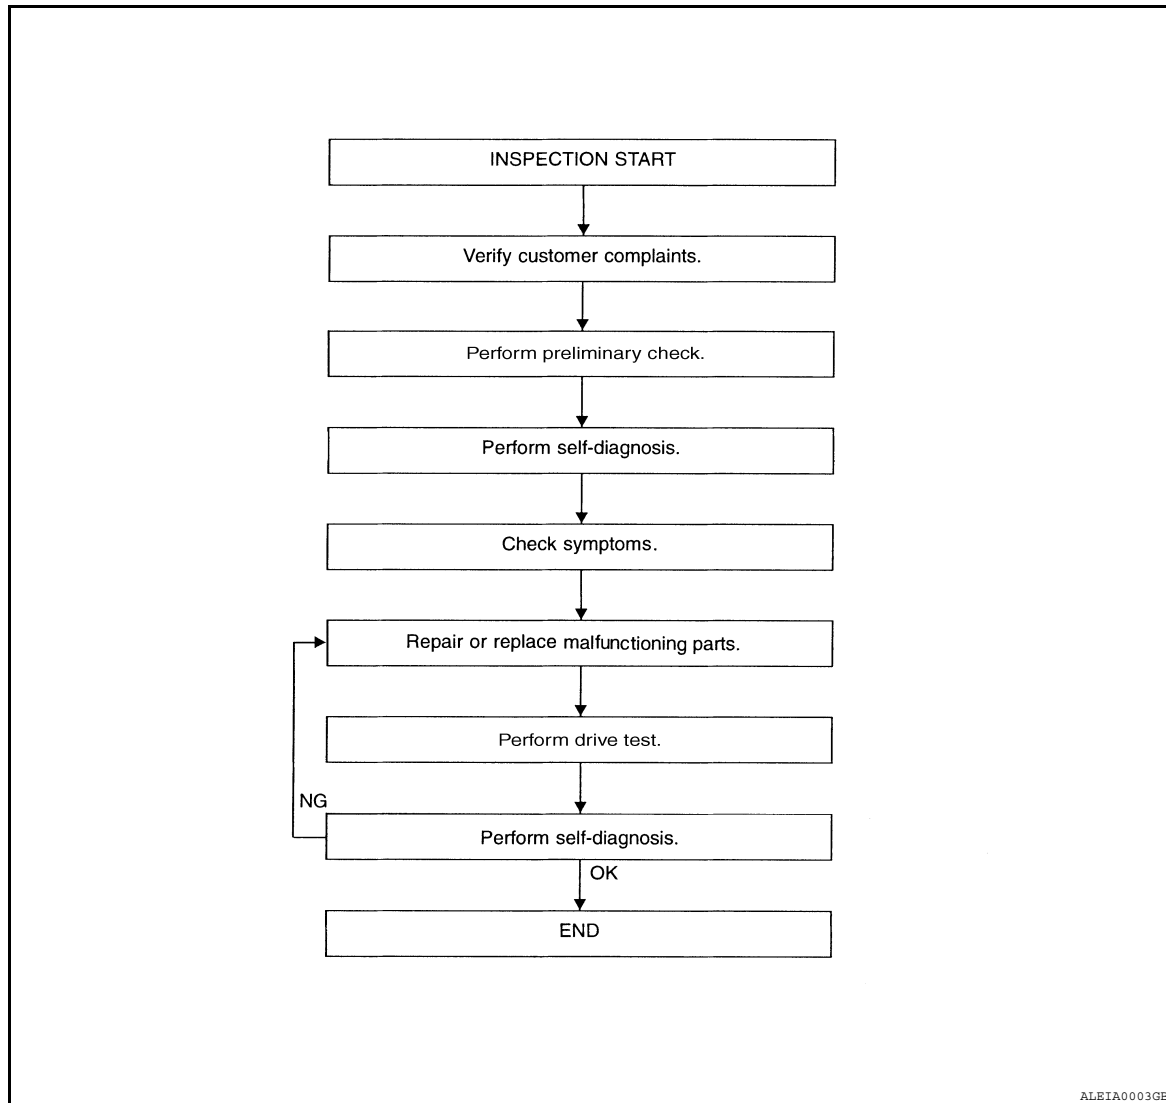 INSPECTION START
Verify customer complaints.
Perform preliminary check.
Perform self-diagnosis.
Check symptoms.
Repair or replace malfunctioning parts.
Perform drive test.
NG
Perform self-diagnosis.
OK
END
ALEIA0003GB